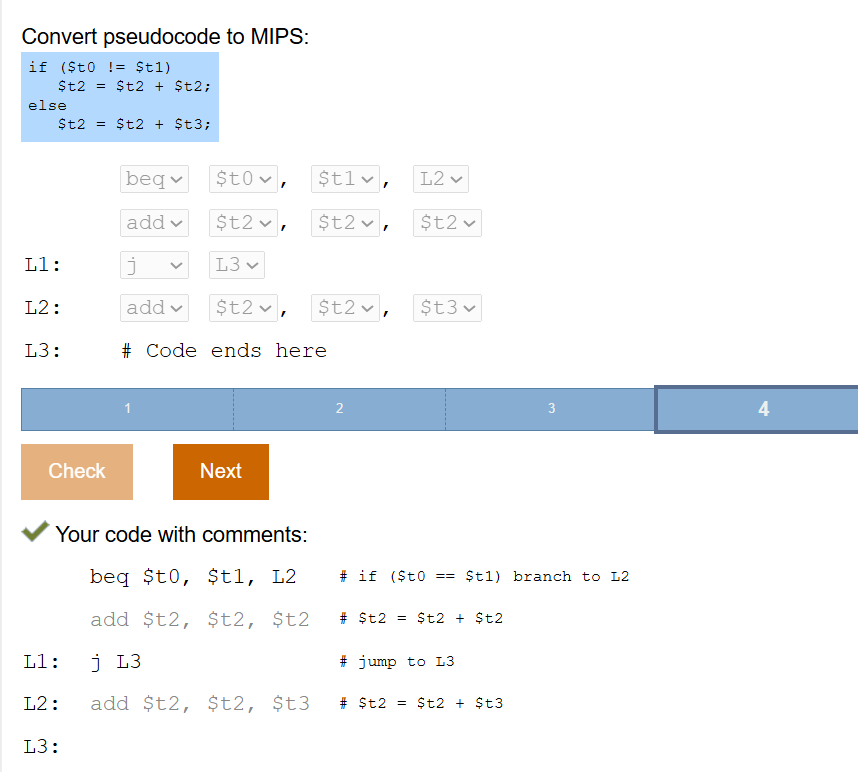 Convert pseudocode to MIPS:
if ($t0 != $t1)
   $t2 = $t2 + $t2;
else
   $t2 = $t2 + $t3;
beq $t0, $t1, L2
add $t2, $t2, $t2
L1: j L3
L2: add $t2, $t2, $t3
L3: # Code ends here
1 2 3 4
Check Next
Your code with comments:
beq $t0, $t1, L2 # if ($t0 == $t1) branch to L2
add $t2, $t2, $t2 # $t2 = $t2 + $t2
L1: j L3 # jump to L3
L2: add $t2, $t2, $t3 # $t2 = $t2 + $t3
L3: